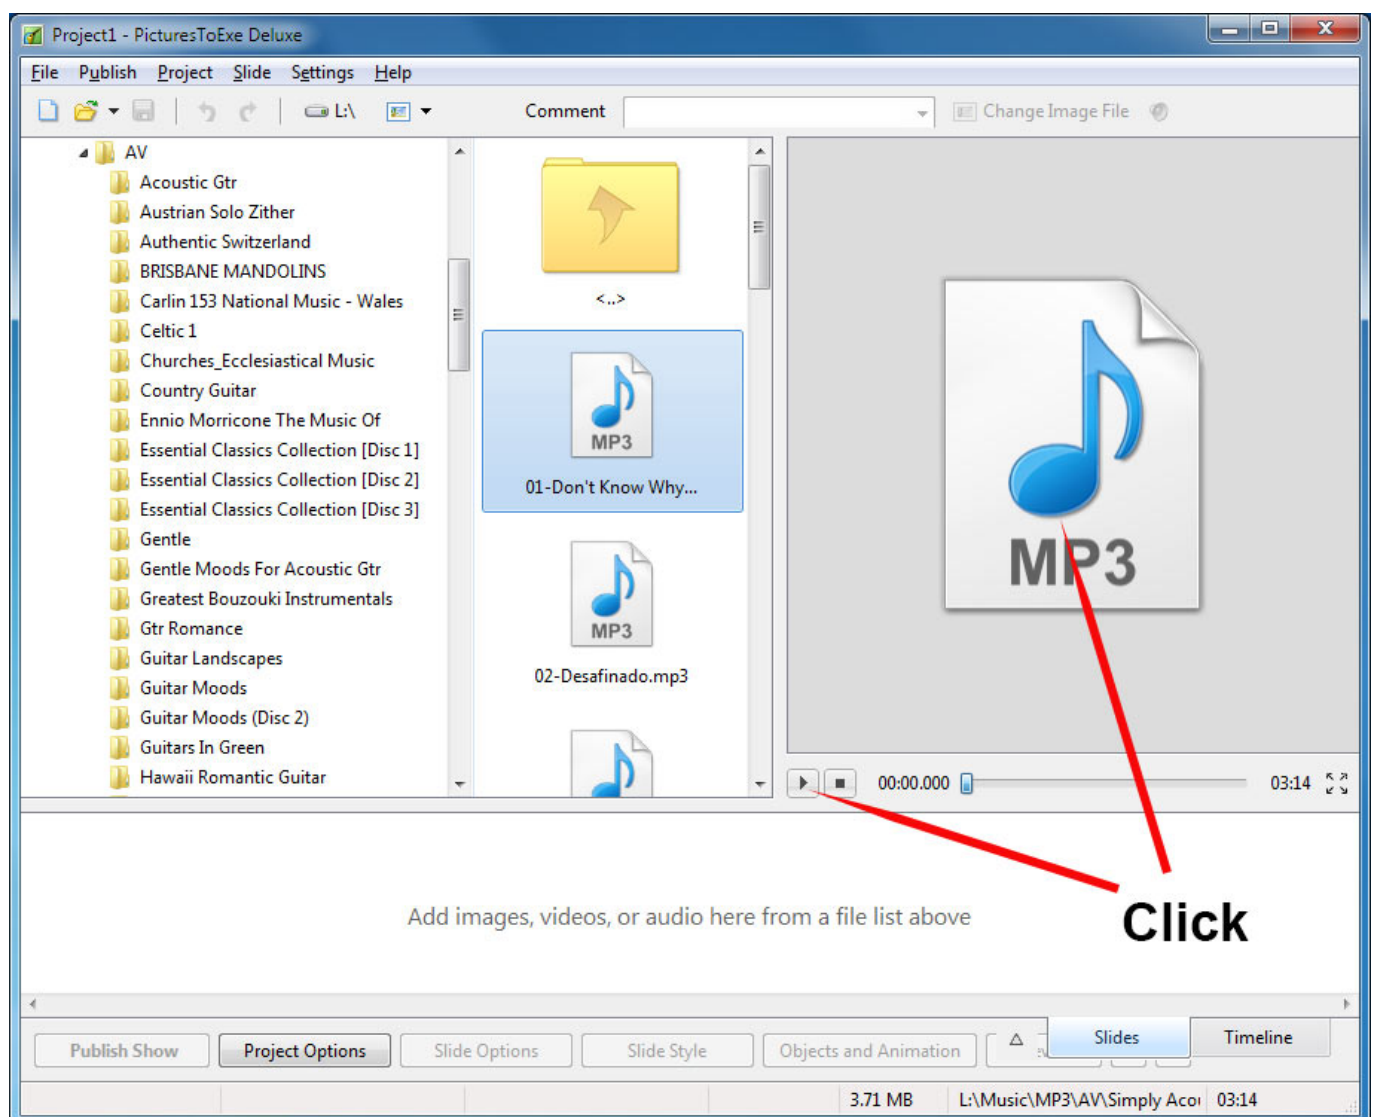 Project1 - PicturesToExe Deluxe
File Publish Project Slide Settings Help
L:\ Comment Change Image File
AV
Acoustic Gtr
Austrian Solo Zither
Authentic Switzerland
BRISBANE MANDOLINS
Carlin 153 National Music - Wales
Celtic 1
Churches_Ecclesiastical Music
Country Guitar
Ennio Morricone The Music Of
Essential Classics Collection [Disc 1]
Essential Classics Collection [Disc 2]
Essential Classics Collection [Disc 3]
Gentle
Gentle Moods For Acoustic Gtr
Greatest Bouzouki Instrumentals
Gtr Romance
Guitar Landscapes
Guitar Moods
Guitar Moods (Disc 2)
Guitars In Green
Hawaii Romantic Guitar
<..>
MP3
01-Don't Know Why...
MP3
02-Desafinado.mp3
MP3
00:00.000 03:14
Click
Add images, videos, or audio here from a file list above
Publish Show Project Options Slide Options Slide Style Objects and Animation Slides Timeline
3.71 MB L:\Music\MP3\AV\Simply Aco 03:14